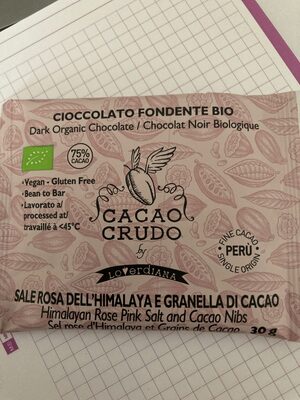 CIOCCOLATO FONDENTE BIO
Dark Organic Chocolate / Chocolat Noir Biologique
75%
CACAO
•Vegan - Gluten Free
•Bean to Bar
•Lavorato a/
processed at/
travaillé à <45°C
CACAO
CRUDO
by
LOVERDIANA
FINE CACAO
PERÙ
SINGLE ORIGIN
SALE ROSA DELL'HIMALAYA E GRANELLA DI CACAO
Himalayan Rose Pink Salt and Cacao Nibs
Sel rose d'Himalaya et Grains de Cacao
30 g